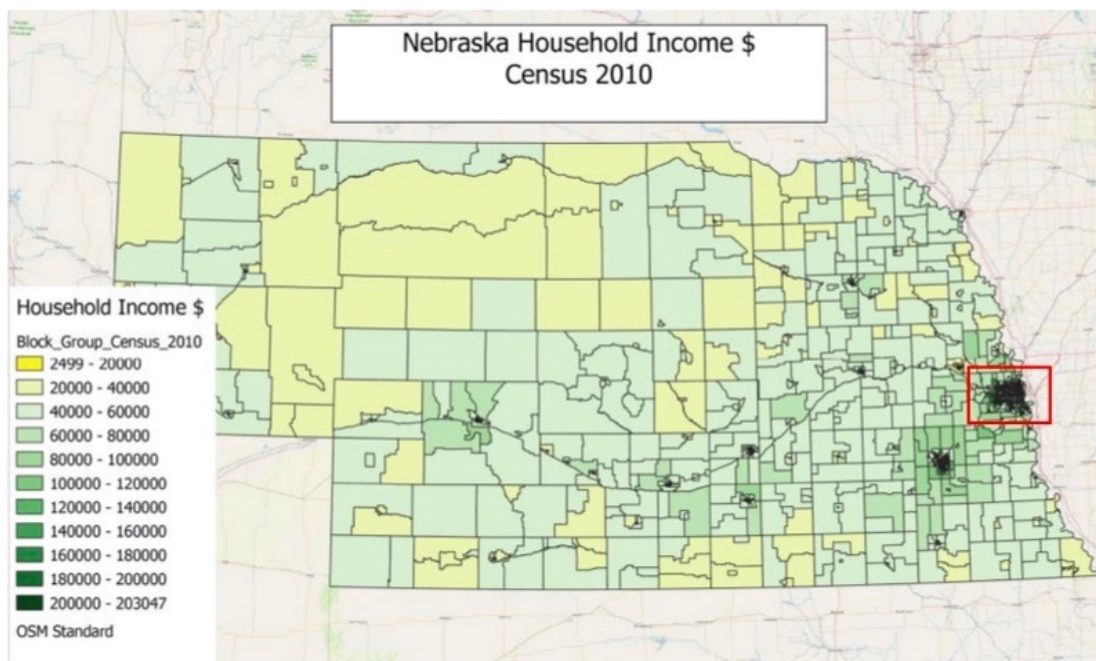 Nebraska Household Income $
Census 2010
Household Income $
Block_Group_Census_2010
2499 - 20000
20000 - 40000
40000 - 60000
60000 - 80000
80000 - 100000
100000 - 120000
120000 - 140000
140000 - 160000
160000 - 180000
180000 - 200000
200000 - 203047
OSM Standard